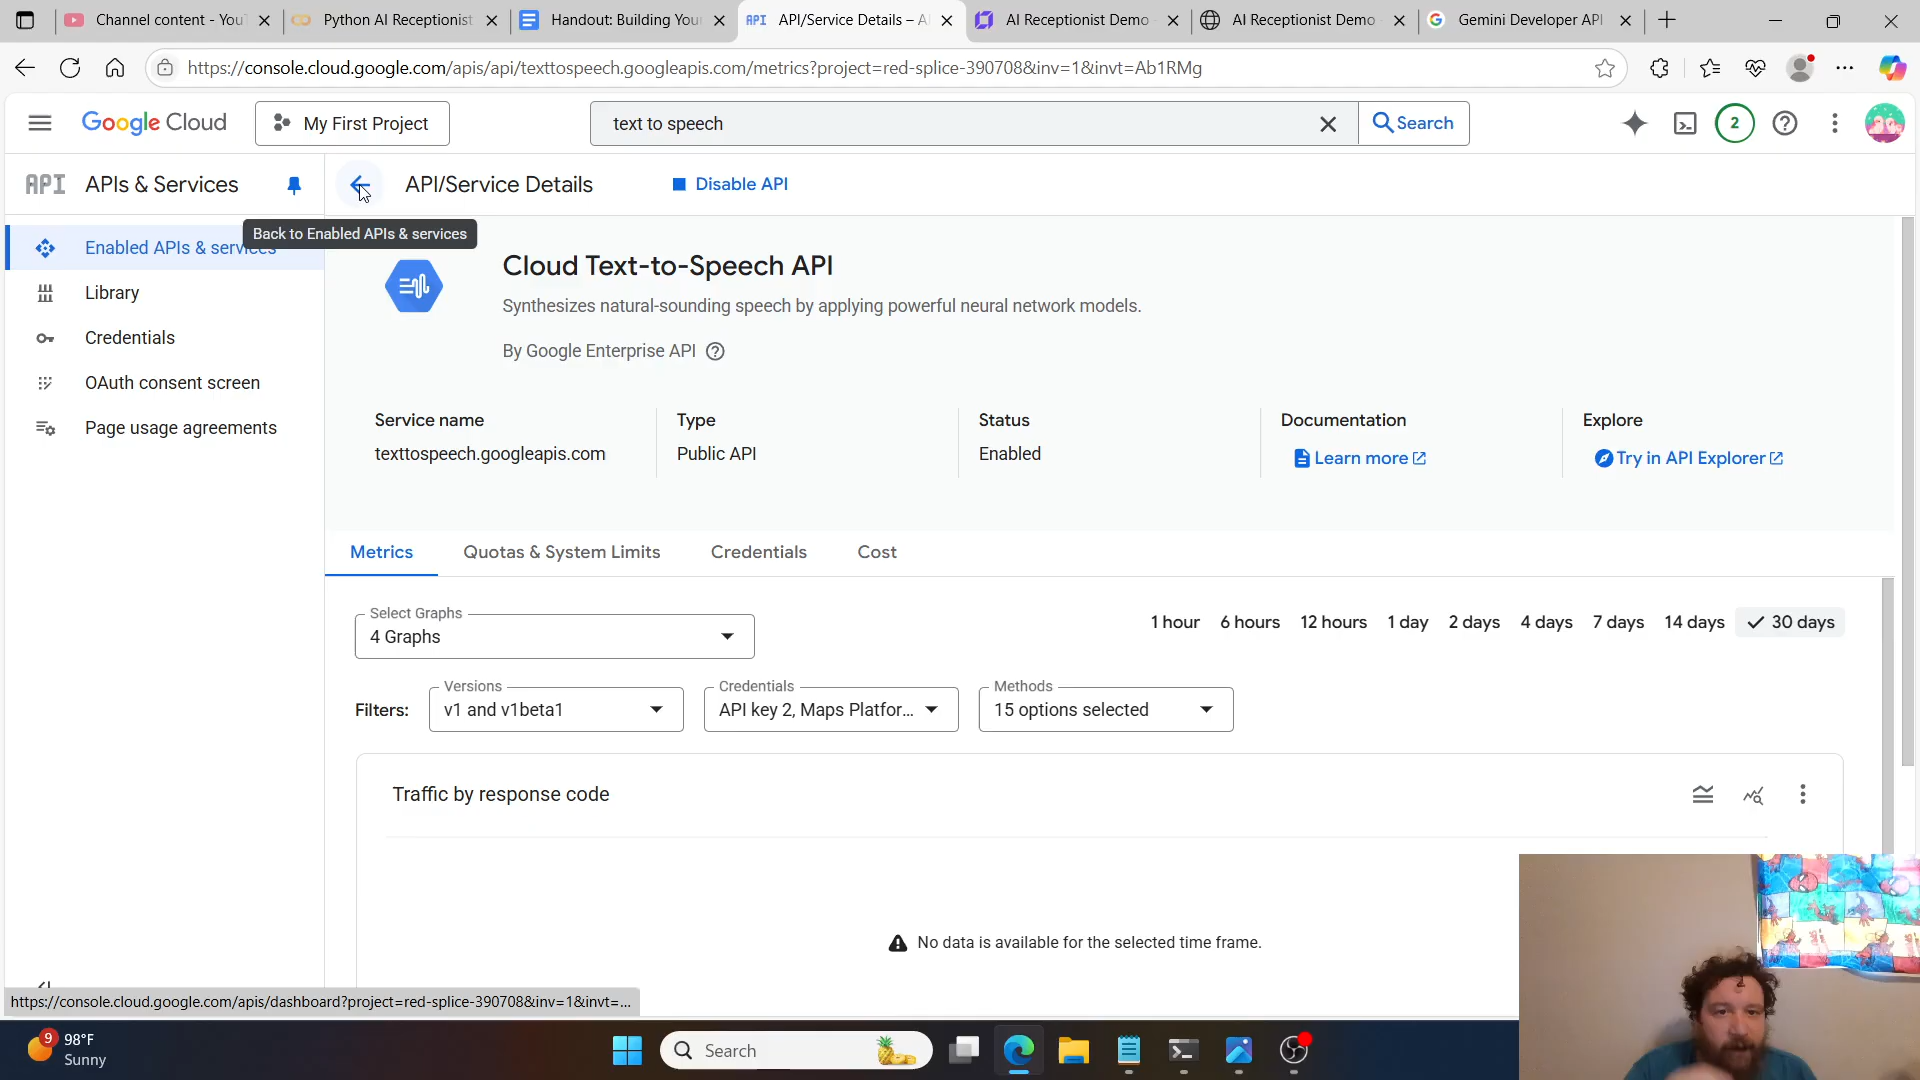 Channel content - You
Python AI Receptionist
Handout: Building You
API API/Service Details – A
AI Receptionist Demo
AI Receptionist Demo
Gemini Developer API
https://console.cloud.google.com/apis/api/texttospeech.googleapis.com/metrics?project=red-splice-390708&inv=1&invt=Ab1RMg
Google Cloud
My First Project
text to speech
Search
2
API APIs & Services
API/Service Details
Disable API
Back to Enabled APIs & services
Enabled APIs & services
Library
Credentials
OAuth consent screen
Page usage agreements
Cloud Text-to-Speech API
Synthesizes natural-sounding speech by applying powerful neural network models.
By Google Enterprise API
Service name
texttospeech.googleapis.com
Type
Public API
Status
Enabled
Documentation
Learn more
Explore
Try in API Explorer
Metrics
Quotas & System Limits
Credentials
Cost
Select Graphs
4 Graphs
1 hour 6 hours 12 hours 1 day 2 days 4 days 7 days 14 days 30 days
Filters:
Versions
v1 and v1beta1
Credentials
API key 2, Maps Platfor...
Methods
15 options selected
Traffic by response code
No data is available for the selected time frame.
https://console.cloud.google.com/apis/dashboard?project=red-splice-390708&inv=1&invt=...
9
98°F
Sunny
Search